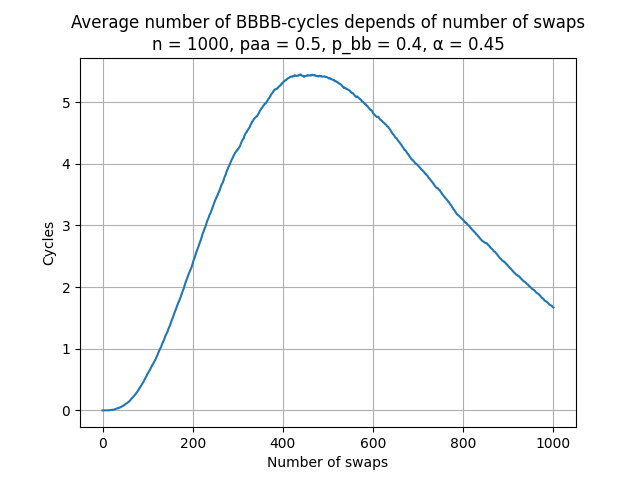 Average number of BBBB-cycles depends of number of swaps
n = 1000, paa = 0.5, p_bb = 0.4, α = 0.45
Cycles
5
4
3
2
1
0
0 200 400 600 800 1000
Number of swaps